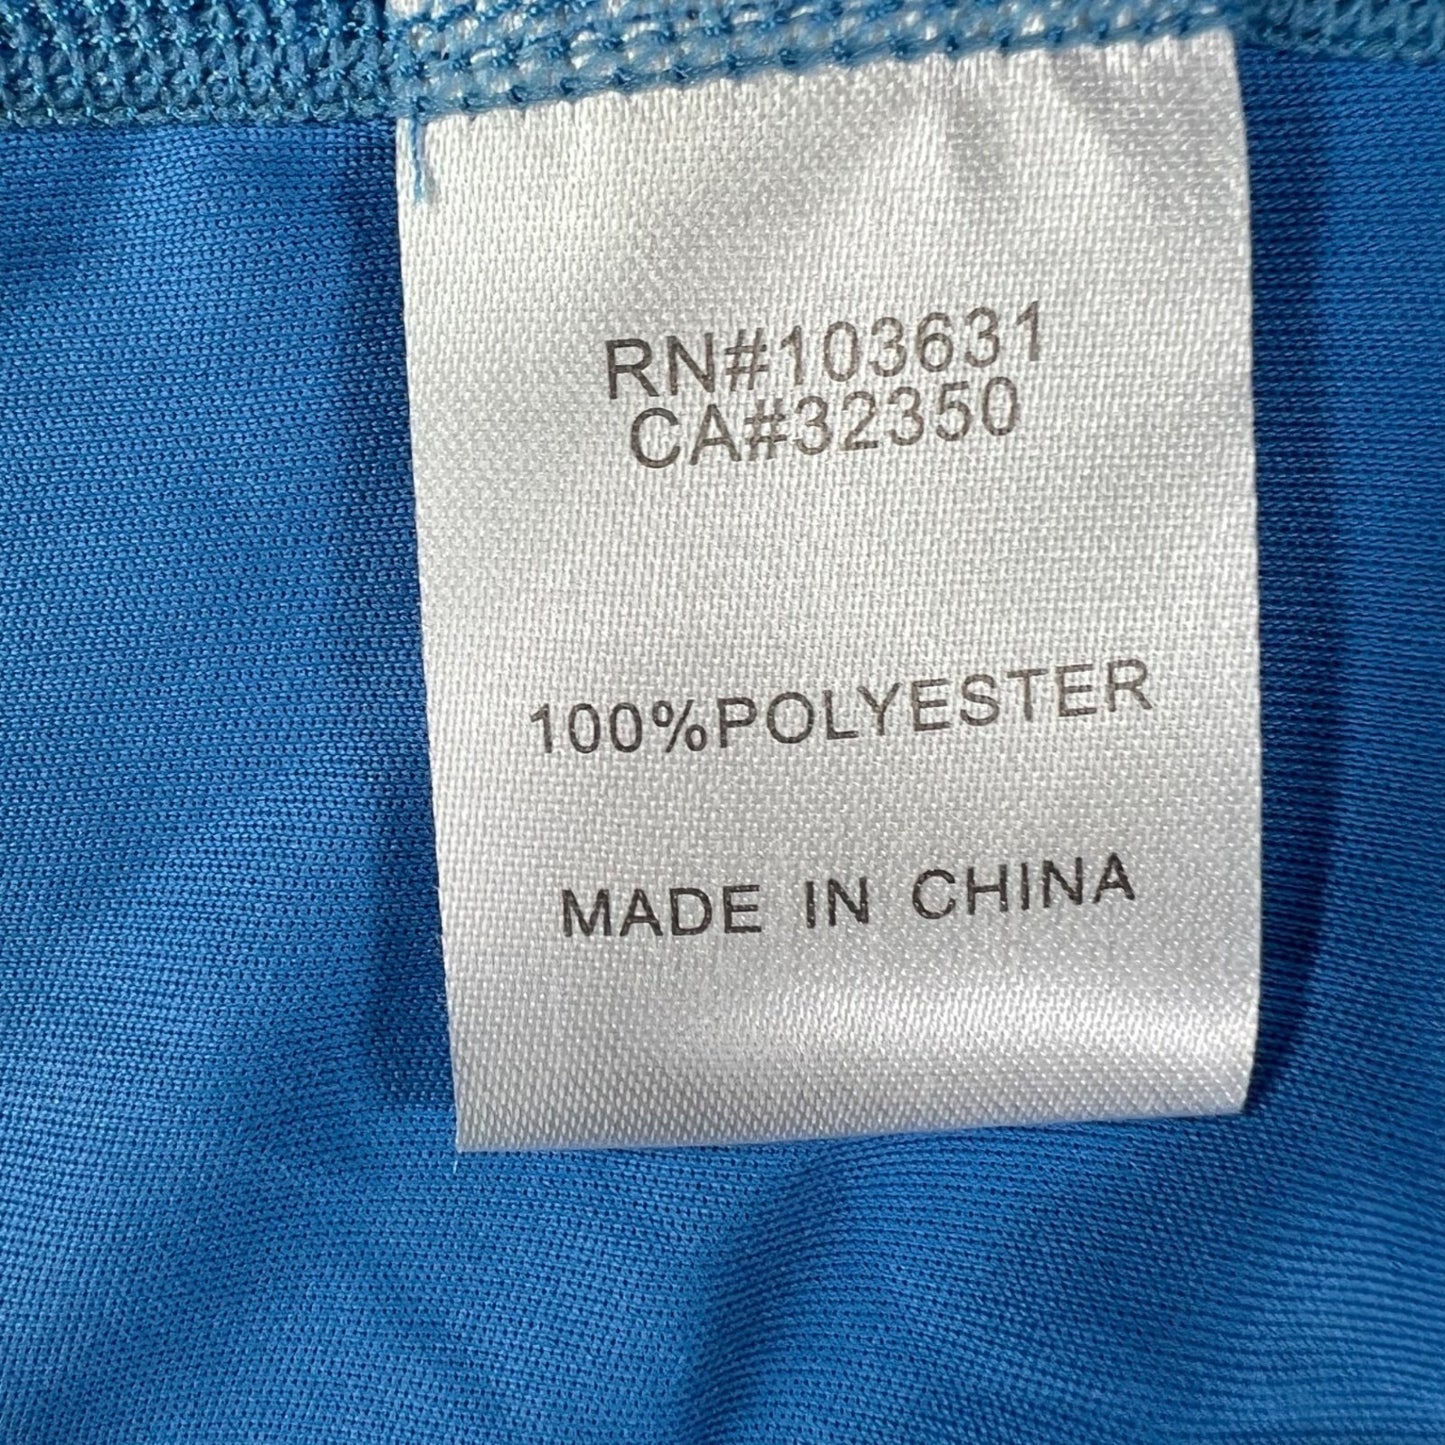 RN#103631
CA#32350
100%POLYESTER
MADE IN CHINA